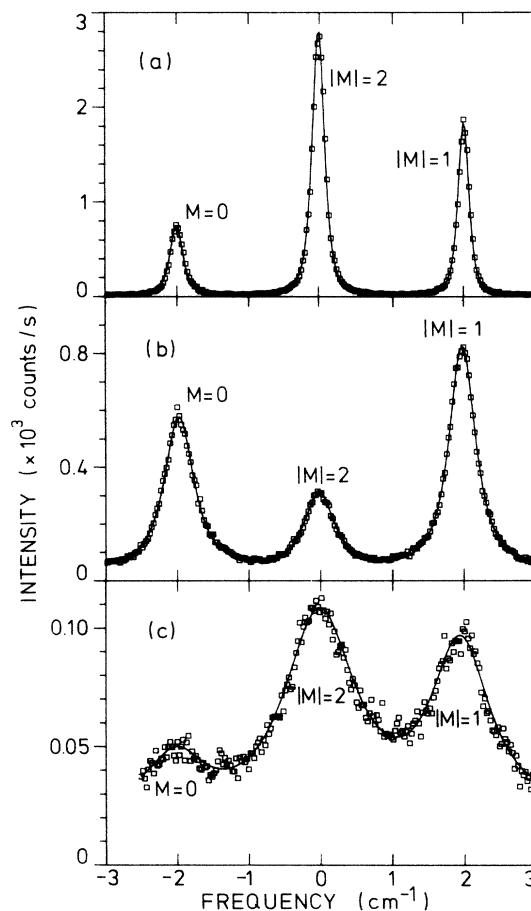 3
(a)
|M|=2
2
|M|=1
1
M=0
0
(b)
|M|=1
0.8
M=0
|M|=2
0.4
0
INTENSITY (×10³ counts/s)
(c)
0.10
|M|=2
|M|=1
0.05
M=0
0
-3 -2 -1 0 1 2 3
FREQUENCY (cm⁻¹)